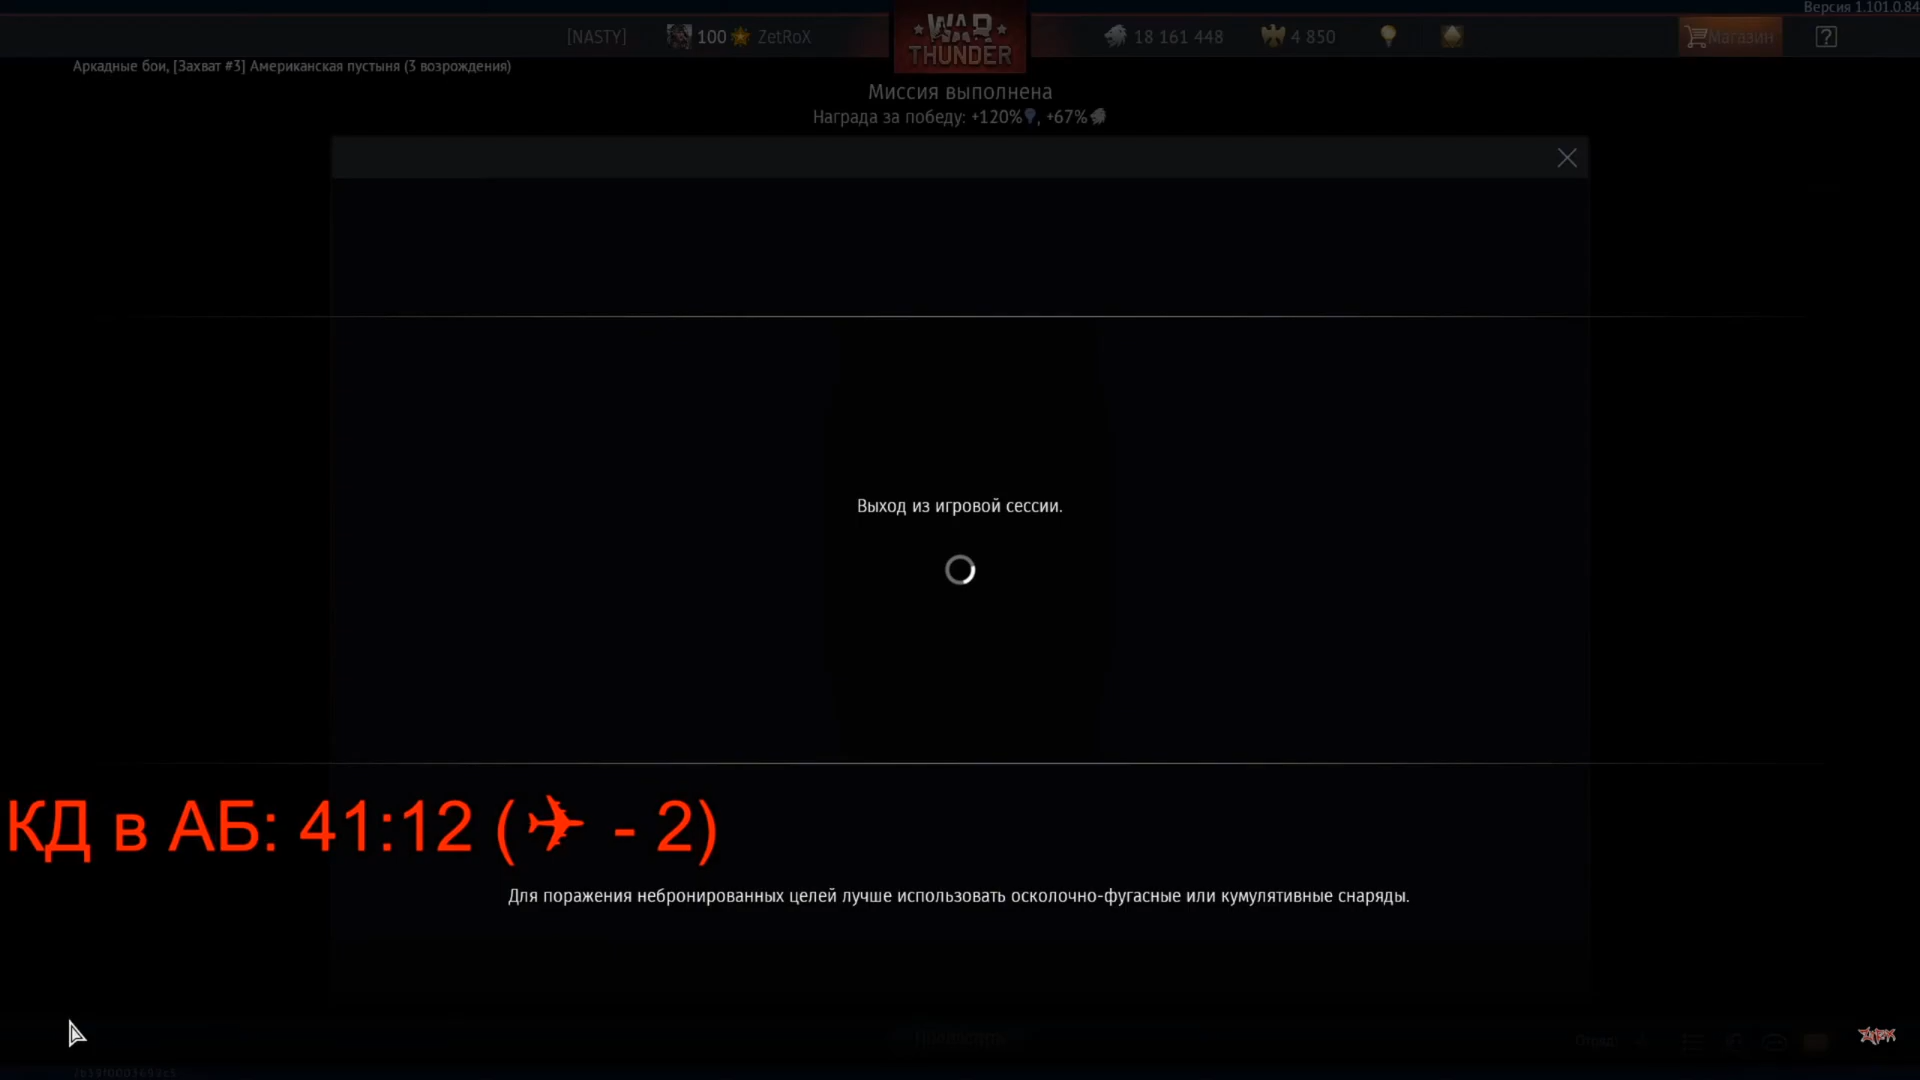 Версия 1.101.0.84
[NASTY] 100 ZetRoX
WAR THUNDER
18 161 448 4 850
Магазин
?
Аркадные бои, [Захват #3] Американская пустыня (3 возрождения)
Миссия выполнена
Награда за победу: +120%, +67%
Выход из игровой сессии.
КД в АБ: 41:12 (✈ - 2)
Для поражения небронированных целей лучше использовать осколочно-фугасные или кумулятивные снаряды.